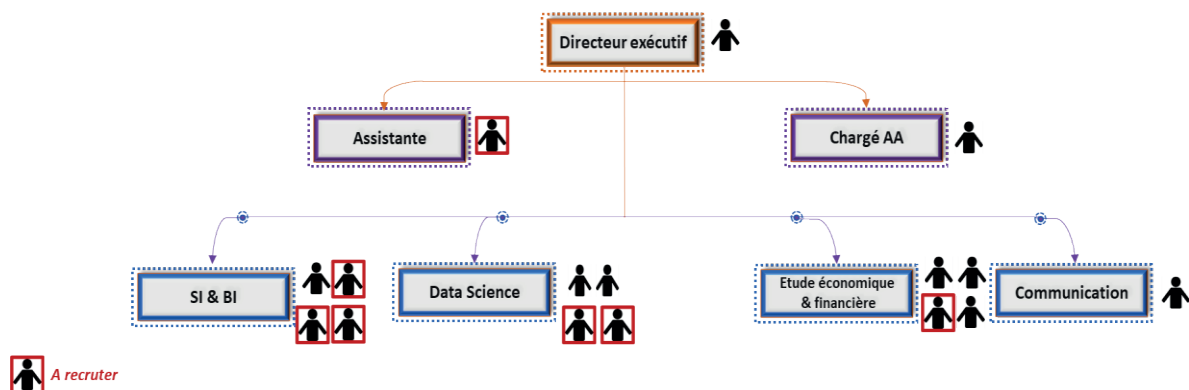 Directeur exécutif
Assistante
Chargé AA
SI & BI
Data Science
Etude économique
& financière
Communication
A recruter